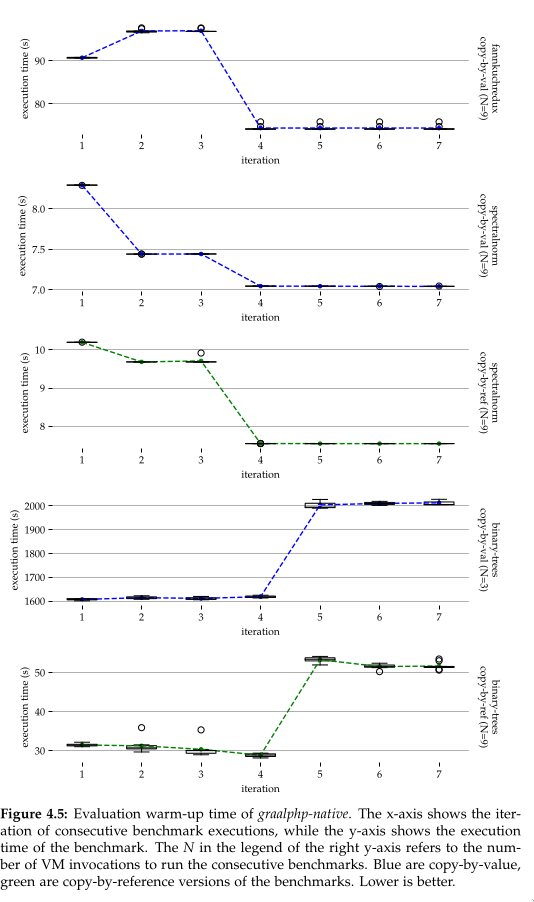 execution time (s)
90
80
1 2 3 4 5 6 7
iteration
fannkuchredux
copy-by-val (N=9)
execution time (s)
8.0
7.5
7.0
1 2 3 4 5 6 7
iteration
spectralnorm
copy-by-val (N=9)
execution time (s)
10
9
8
1 2 3 4 5 6 7
iteration
spectralnorm
copy-by-ref (N=9)
execution time (s)
2000
1900
1800
1700
1600
1 2 3 4 5 6 7
iteration
binary-trees
copy-by-val (N=3)
execution time (s)
50
40
30
1 2 3 4 5 6 7
iteration
binary-trees
copy-by-ref (N=9)
Figure 4.5: Evaluation warm-up time of graalphp-native. The x-axis shows the iter-
ation of consecutive benchmark executions, while the y-axis shows the execution
time of the benchmark. The N in the legend of the right y-axis refers to the num-
ber of VM invocations to run the consecutive benchmarks. Blue are copy-by-value,
green are copy-by-reference versions of the benchmarks. Lower is better.